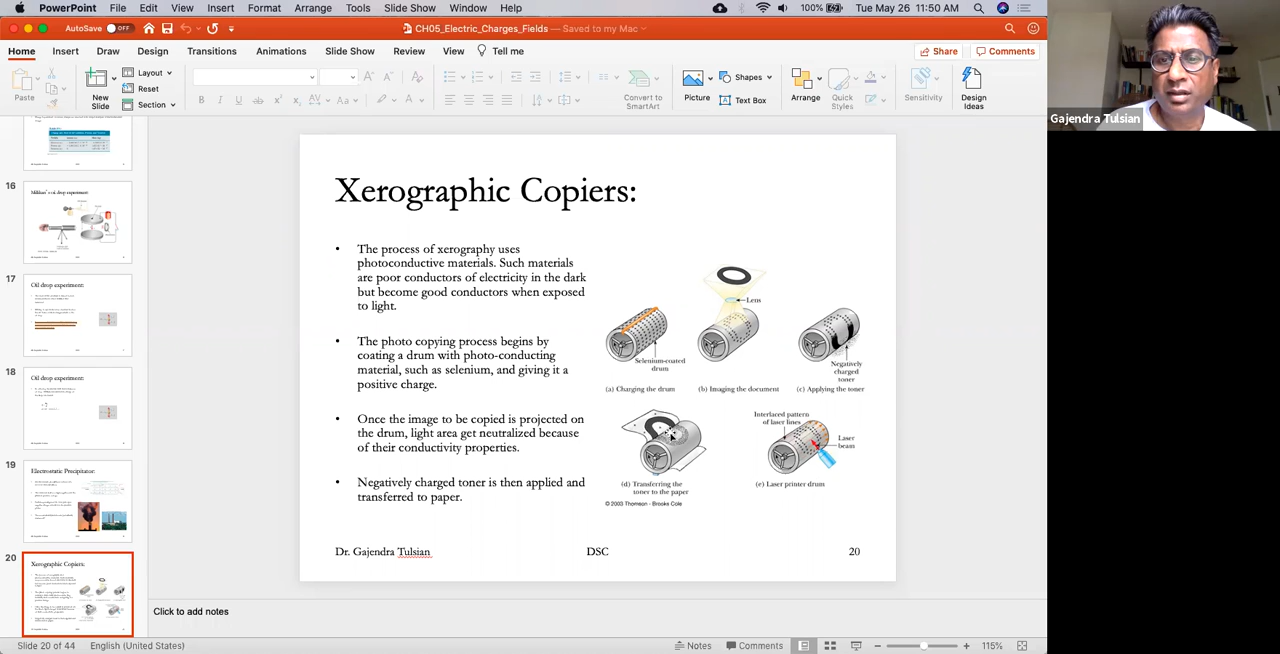 PowerPoint File Edit View Insert Format Arrange Tools Slide Show Window Help 100% Tue May 26 11:50 AM
AutoSave OFF CH05_Electric_Charges_Fields — Saved to my Mac
Home Insert Draw Design Transitions Animations Slide Show Review View Tell me Share Comments
Paste
New
Slide
Layout
Reset
Section
Convert to
SmartArt
Picture
Shapes
Text Box
Arrange
Quick
Styles
Sensitivity
Design
Ideas
Gajendra Tulsian
16
17
Oil drop experiment:
18
Oil drop experiment:
19
Electrostatic Precipitator:
20
Xerographic Copiers:
Xerographic Copiers:
• The process of xerography uses
photoconductive materials. Such materials
are poor conductors of electricity in the dark
but become good conductors when exposed
to light.
• The photo copying process begins by
coating a drum with photo-conducting
material, such as selenium, and giving it a
positive charge.
• Once the image to be copied is projected on
the drum, light area get neutralized because
of their conductivity properties.
• Negatively charged toner is then applied and
transferred to paper.
Selenium-coated
drum
(a) Charging the drum
Lens
(b) Imaging the document
Negatively
charged
toner
(c) Applying the toner
(d) Transferring the
toner to the paper
Interlaced pattern
of laser lines
Laser
beam
(e) Laser printer drum
© 2003 Thomson - Brooks Cole
Dr. Gajendra Tulsian DSC 20
Click to add notes
Slide 20 of 44 English (United States) Notes Comments 115%